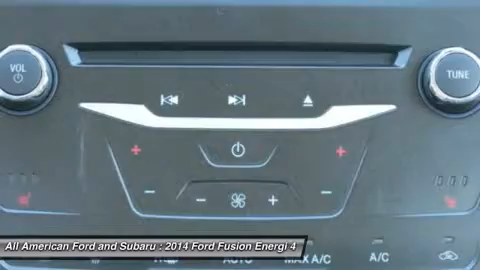 VOL
TUNE
All American Ford and Subaru : 2014 Ford Fusion Energi 4
AUTO MAX A/C A/C